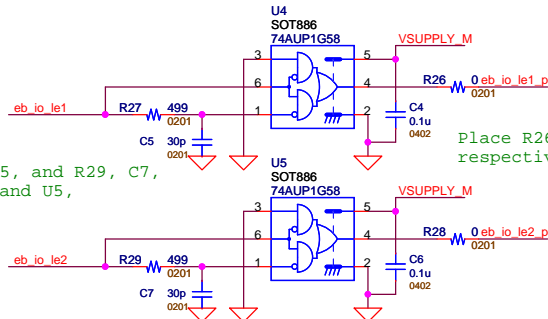 U4
SOT886
74AUP1G58
VSUPPLY_M
3
5
6
4
R26
0
eb_io_le1_p
0201
eb_io_le1
R27
499
1
2
0201
C4
0.1u
0402
C5
30p
0201
Place R26
respectiv
5, and R29, C7,
and U5,
U5
SOT886
74AUP1G58
VSUPPLY_M
3
5
6
4
R28
0
eb_io_le2_p
0201
eb_io_le2
R29
499
1
2
0201
C6
0.1u
0402
C7
30p
0201